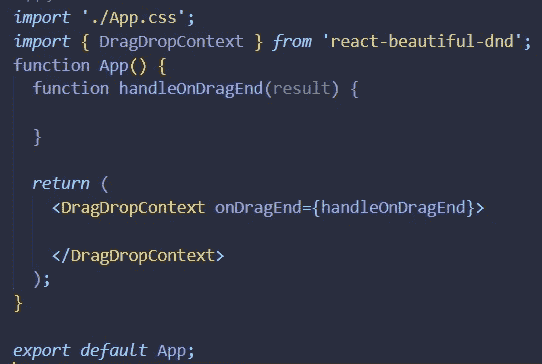 import './App.css';
import { DragDropContext } from 'react-beautiful-dnd';
function App() {
  function handleOnDragEnd(result) {

  }

  return (
    <DragDropContext onDragEnd={handleOnDragEnd}>

    </DragDropContext>
  );
}

export default App;